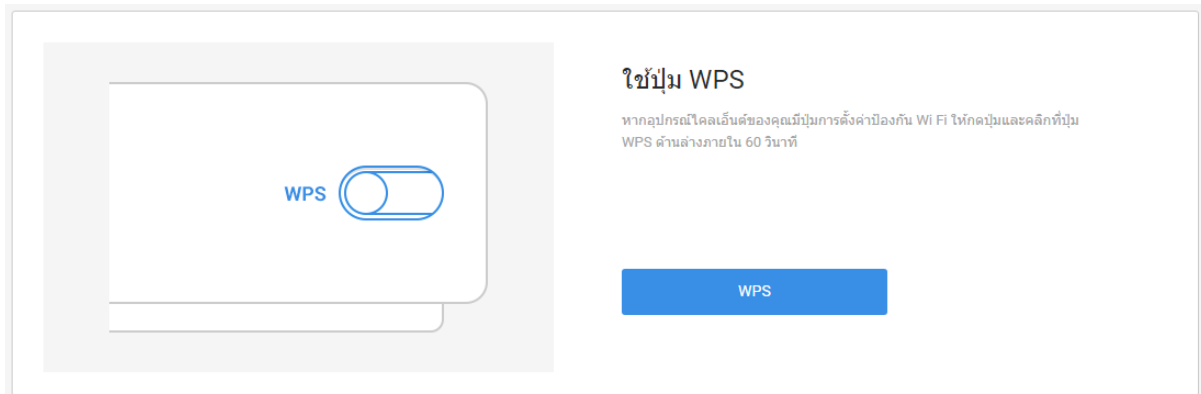 WPS
ใช้ปุ่ม WPS
หากอุปกรณ์ไคลเอ็นต์ของคุณมีปุ่มการตั้งค่าป้องกัน Wi Fi ให้กดปุ่มและคลิกที่ปุ่ม
WPS ด้านล่างภายใน 60 วินาที
WPS